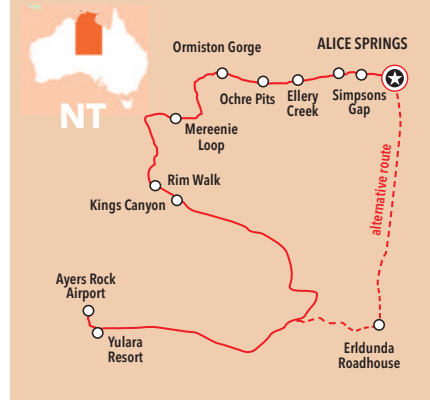 NT
Ormiston Gorge
ALICE SPRINGS
Ochre Pits
Ellery
Creek
Simpsons
Gap
Mereenie
Loop
alternative route
Rim Walk
Kings Canyon
Ayers Rock
Airport
Yulara
Resort
Erldunda
Roadhouse